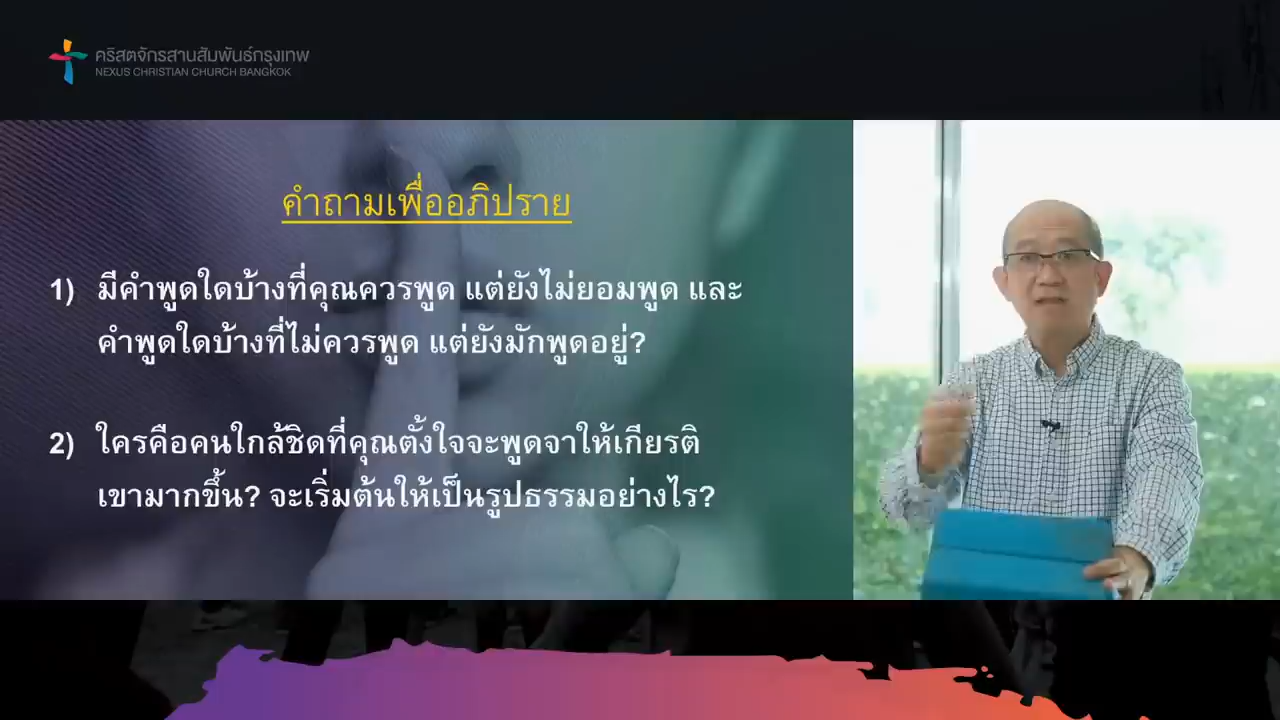 คริสตจักรสานสัมพันธ์กรุงเทพ
NEXUS CHRISTIAN CHURCH BANGKOK
คำถามเพื่ออภิปราย
1) มีคำพูดใดบ้างที่คุณควรพูด แต่ยังไม่ยอมพูด และ
คำพูดใดบ้างที่ไม่ควรพูด แต่ยังมักพูดอยู่?
2) ใครคือคนใกล้ชิดที่คุณตั้งใจจะพูดจาให้เกียรติ
เขามากขึ้น? จะเริ่มต้นให้เป็นรูปธรรมอย่างไร?